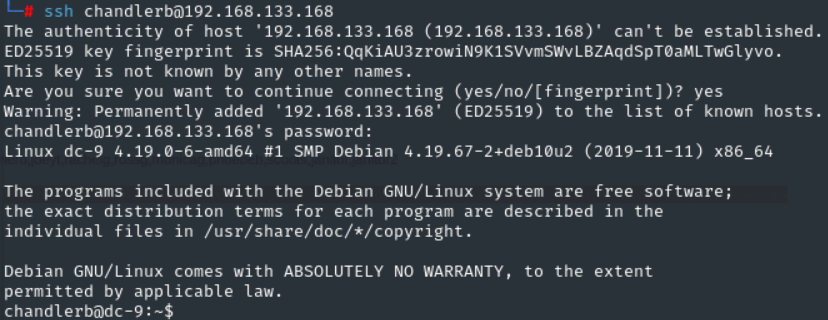 └─# ssh chandlerb@192.168.133.168
The authenticity of host '192.168.133.168 (192.168.133.168)' can't be established.
ED25519 key fingerprint is SHA256:QqKiAU3zrowiN9K1SVvmSWvLBZAqdSpT0aMLTwGlyvo.
This key is not known by any other names.
Are you sure you want to continue connecting (yes/no/[fingerprint])? yes
Warning: Permanently added '192.168.133.168' (ED25519) to the list of known hosts.
chandlerb@192.168.133.168's password:
Linux dc-9 4.19.0-6-amd64 #1 SMP Debian 4.19.67-2+deb10u2 (2019-11-11) x86_64

The programs included with the Debian GNU/Linux system are free software;
the exact distribution terms for each program are described in the
individual files in /usr/share/doc/*/copyright.

Debian GNU/Linux comes with ABSOLUTELY NO WARRANTY, to the extent
permitted by applicable law.
chandlerb@dc-9:~$